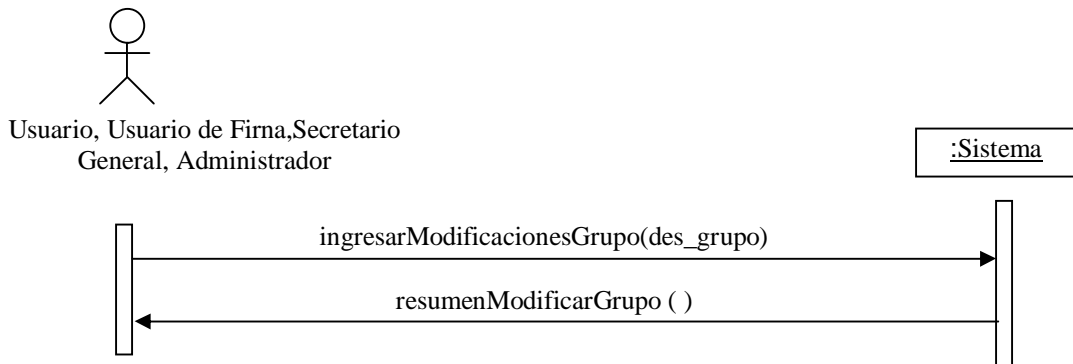 Usuario, Usuario de Firna,Secretario
General, Administrador
:Sistema
ingresarModificacionesGrupo(des_grupo)
resumenModificarGrupo ( )